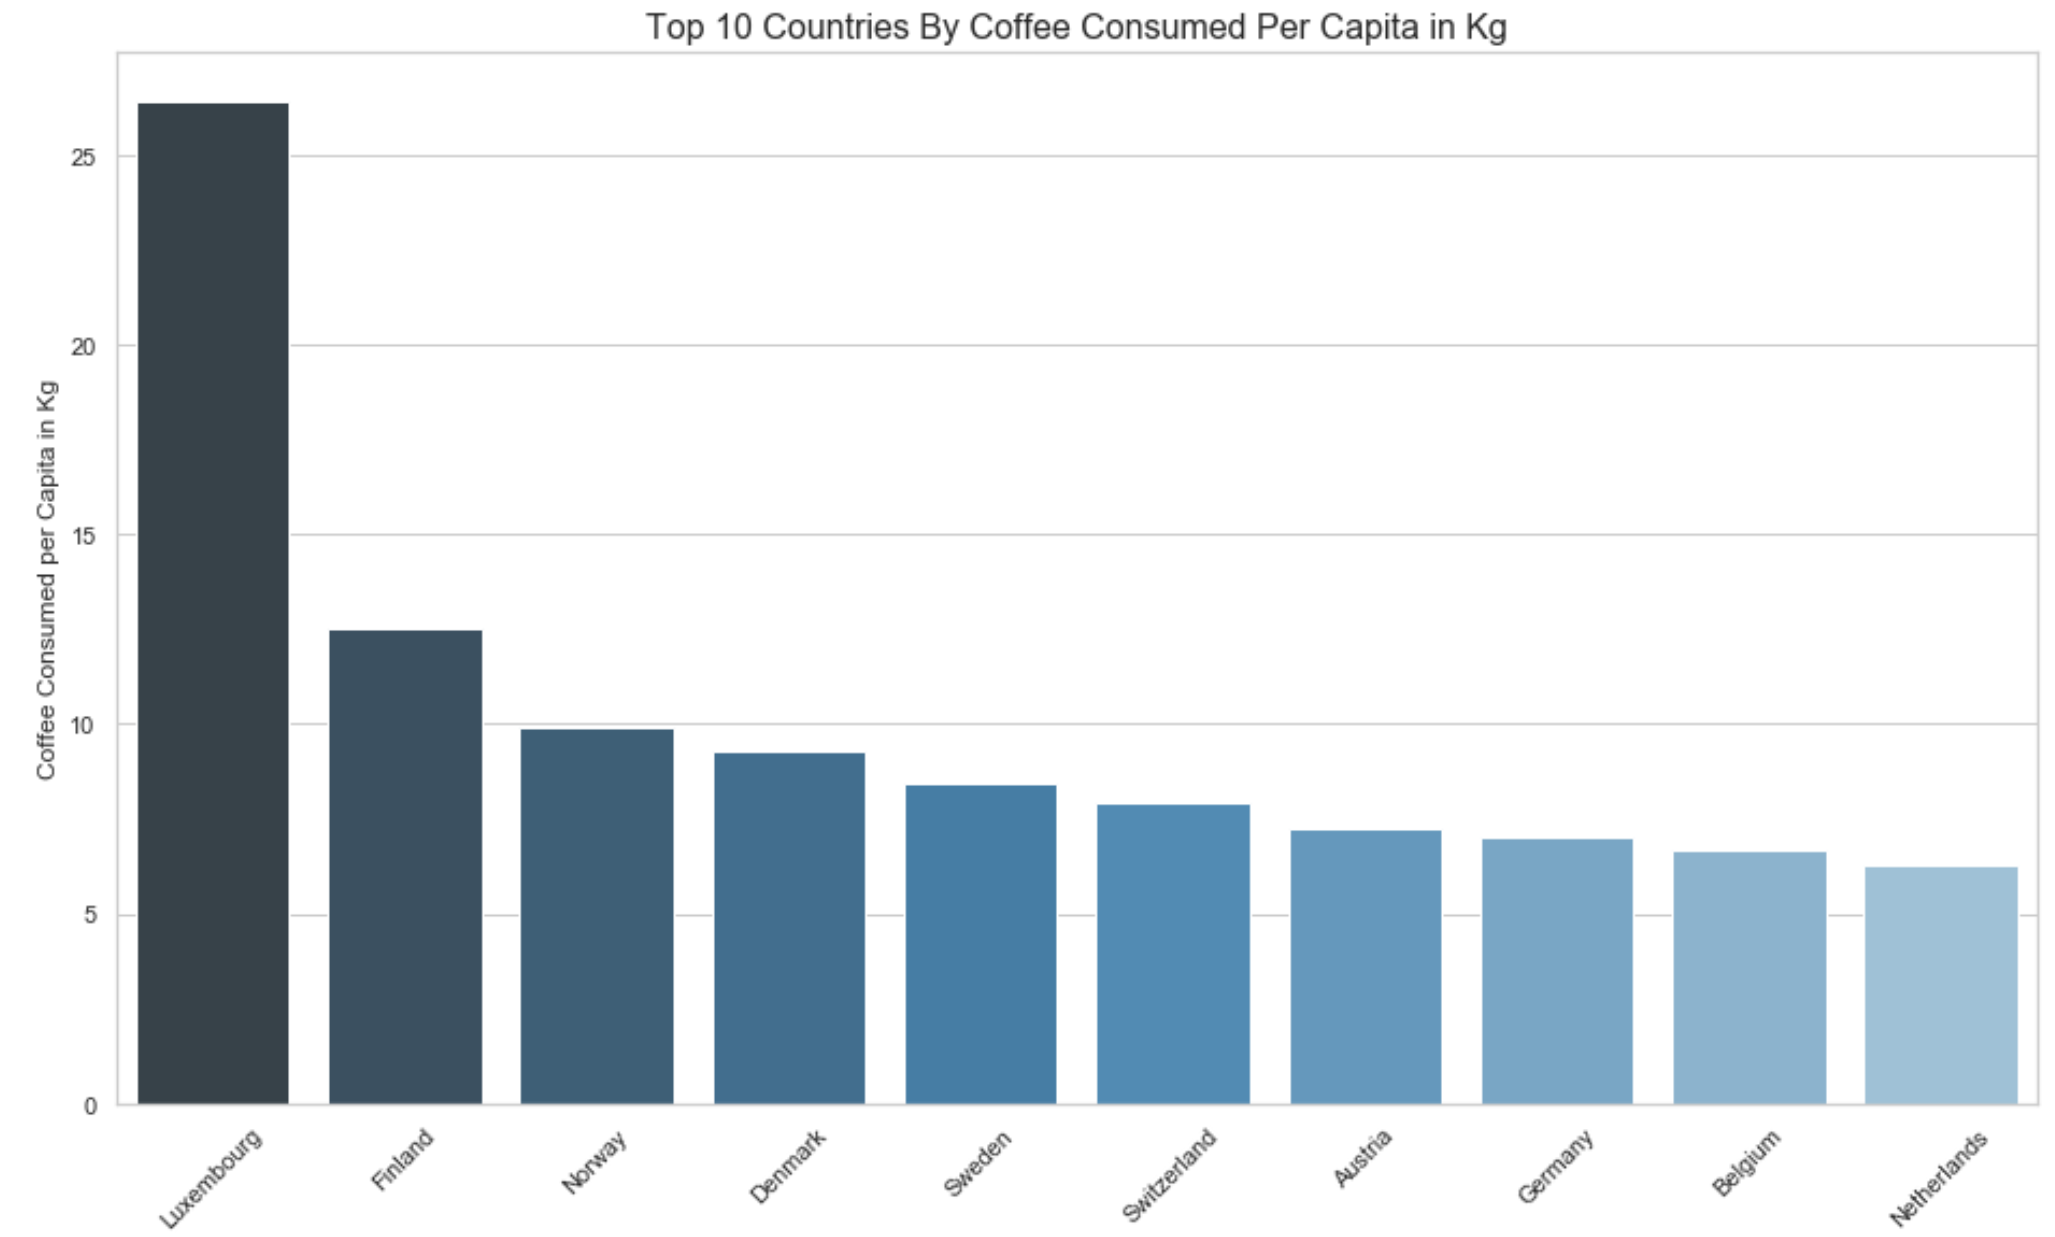 Top 10 Countries By Coffee Consumed Per Capita in Kg
Coffee Consumed per Capita in Kg
25
20
15
10
5
0
Luxembourg
Finland
Norway
Denmark
Sweden
Switzerland
Austria
Germany
Belgium
Netherlands